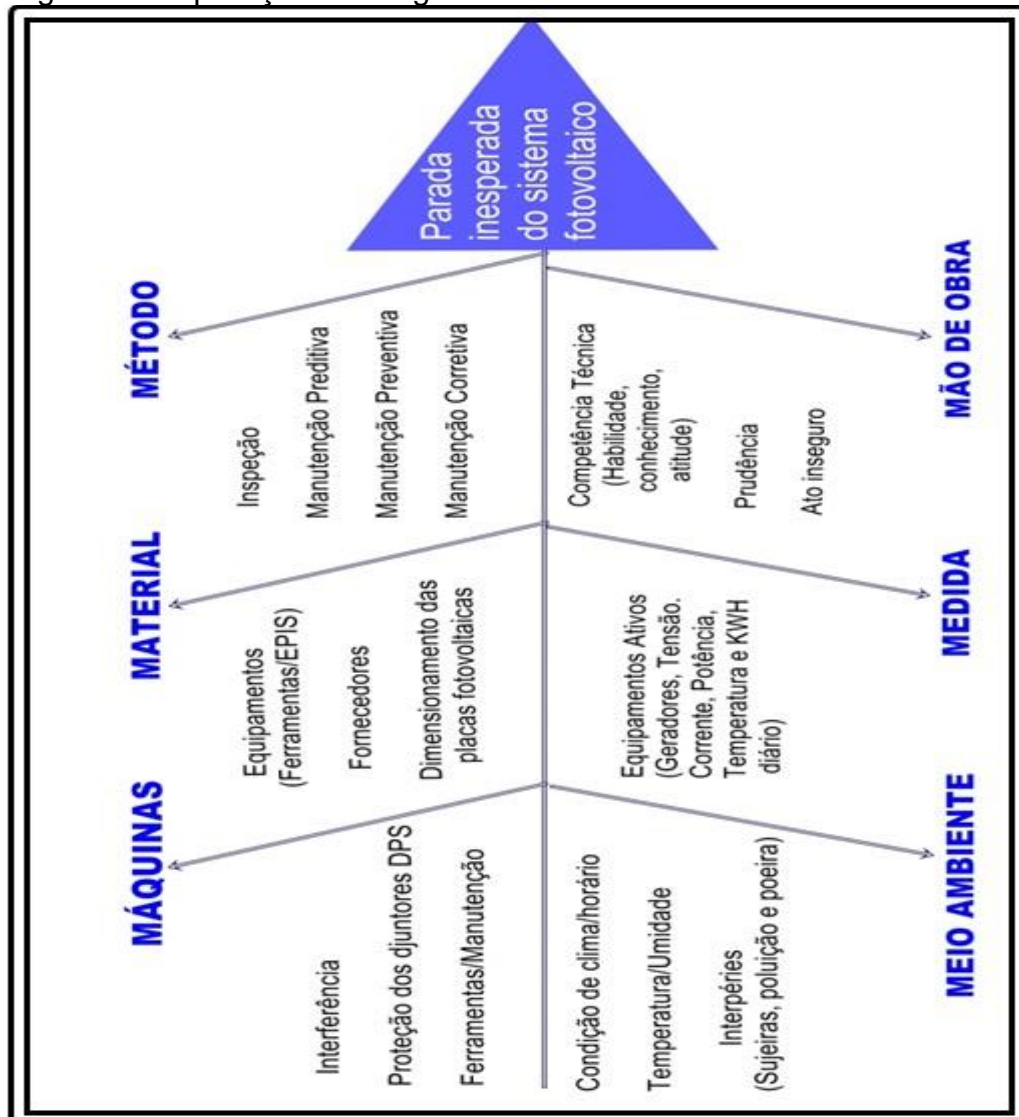 MÁQUINAS
MATERIAL
MÉTODO
Interferência
Proteção dos djuntores DPS
Ferramentas/Manutenção
Equipamentos
(Ferramentas/EPIS)
Fornecedores
Dimensionamento das
placas fotovoltaicas
Inspeção
Manutenção Preditiva
Manutenção Preventiva
Manutenção Corretiva
Parada
inesperada
do sistema
fotovoltaico
Condição de clima/horário
Temperatura/Umidade
Interpéries
(Sujeiras, poluição e poeira)
Equipamentos Ativos
(Geradores, Tensão.
Corrente, Potência,
Temperatura e KWH
diário)
Competência Técnica
(Habilidade,
conhecimento,
atitude)
Prudência
Ato inseguro
MEIO AMBIENTE
MEDIDA
MÃO DE OBRA